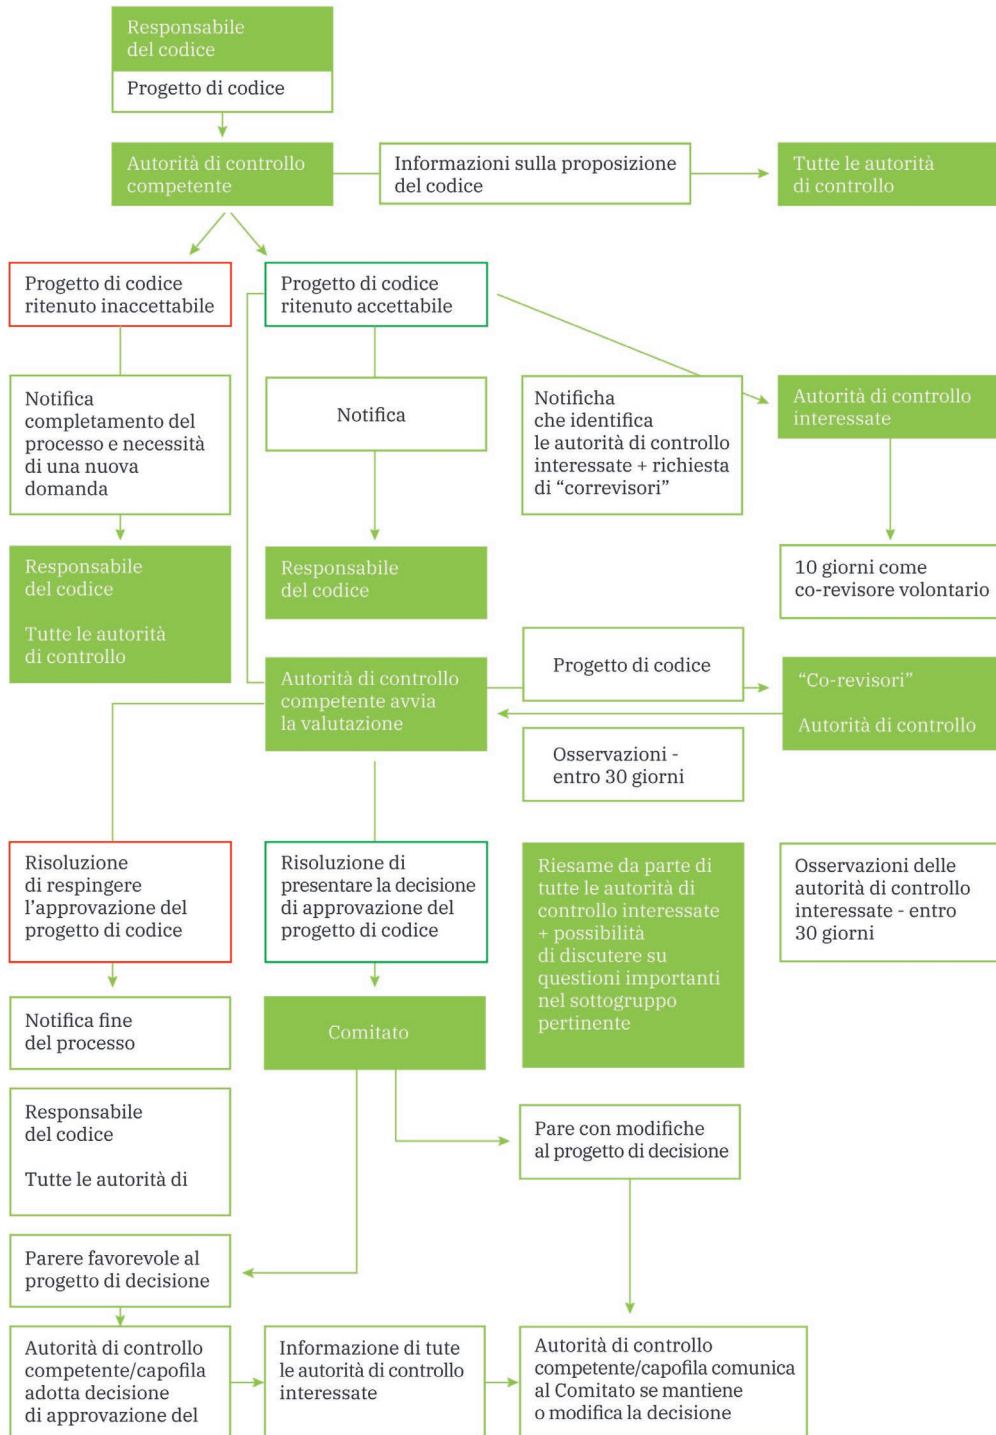 Responsabile
del codice
Progetto di codice
Autorità di controllo
competente
Informazioni sulla proposizione
del codice
Tutte le autorità
di controllo
Progetto di codice
ritenuto inaccettabile
Progetto di codice
ritenuto accettabile
Notifica
completamento del
processo e necessità
di una nuova
domanda
Notifica
Notificha
che identifica
le autorità di controllo
interessate + richiesta
di “correvisori”
Autorità di controllo
interessate
Responsabile
del codice
Tutte le autorità
di controllo
Responsabile
del codice
10 giorni come
co-revisore volontario
Autorità di controllo
competente avvia
la valutazione
Progetto di codice
“Co-revisori”
Autorità di controllo
Osservazioni -
entro 30 giorni
Risoluzione
di respingere
l’approvazione del
progetto di codice
Risoluzione di
presentare la decisione
di approvazione del
progetto di codice
Riesame da parte di
tutte le autorità di
controllo interessate
+ possibilità
di discutere su
questioni importanti
nel sottogruppo
pertinente
Osservazioni delle
autorità di controllo
interessate - entro
30 giorni
Notifica fine
del processo
Comitato
Responsabile
del codice
Tutte le autorità di
Pare con modifiche
al progetto di decisione
Parere favorevole al
progetto di decisione
Autorità di controllo
competente/capofila
adotta decisione
di approvazione del
Informazione di tute
le autorità di controllo
interessate
Autorità di controllo
competente/capofila comunica
al Comitato se mantiene
o modifica la decisione